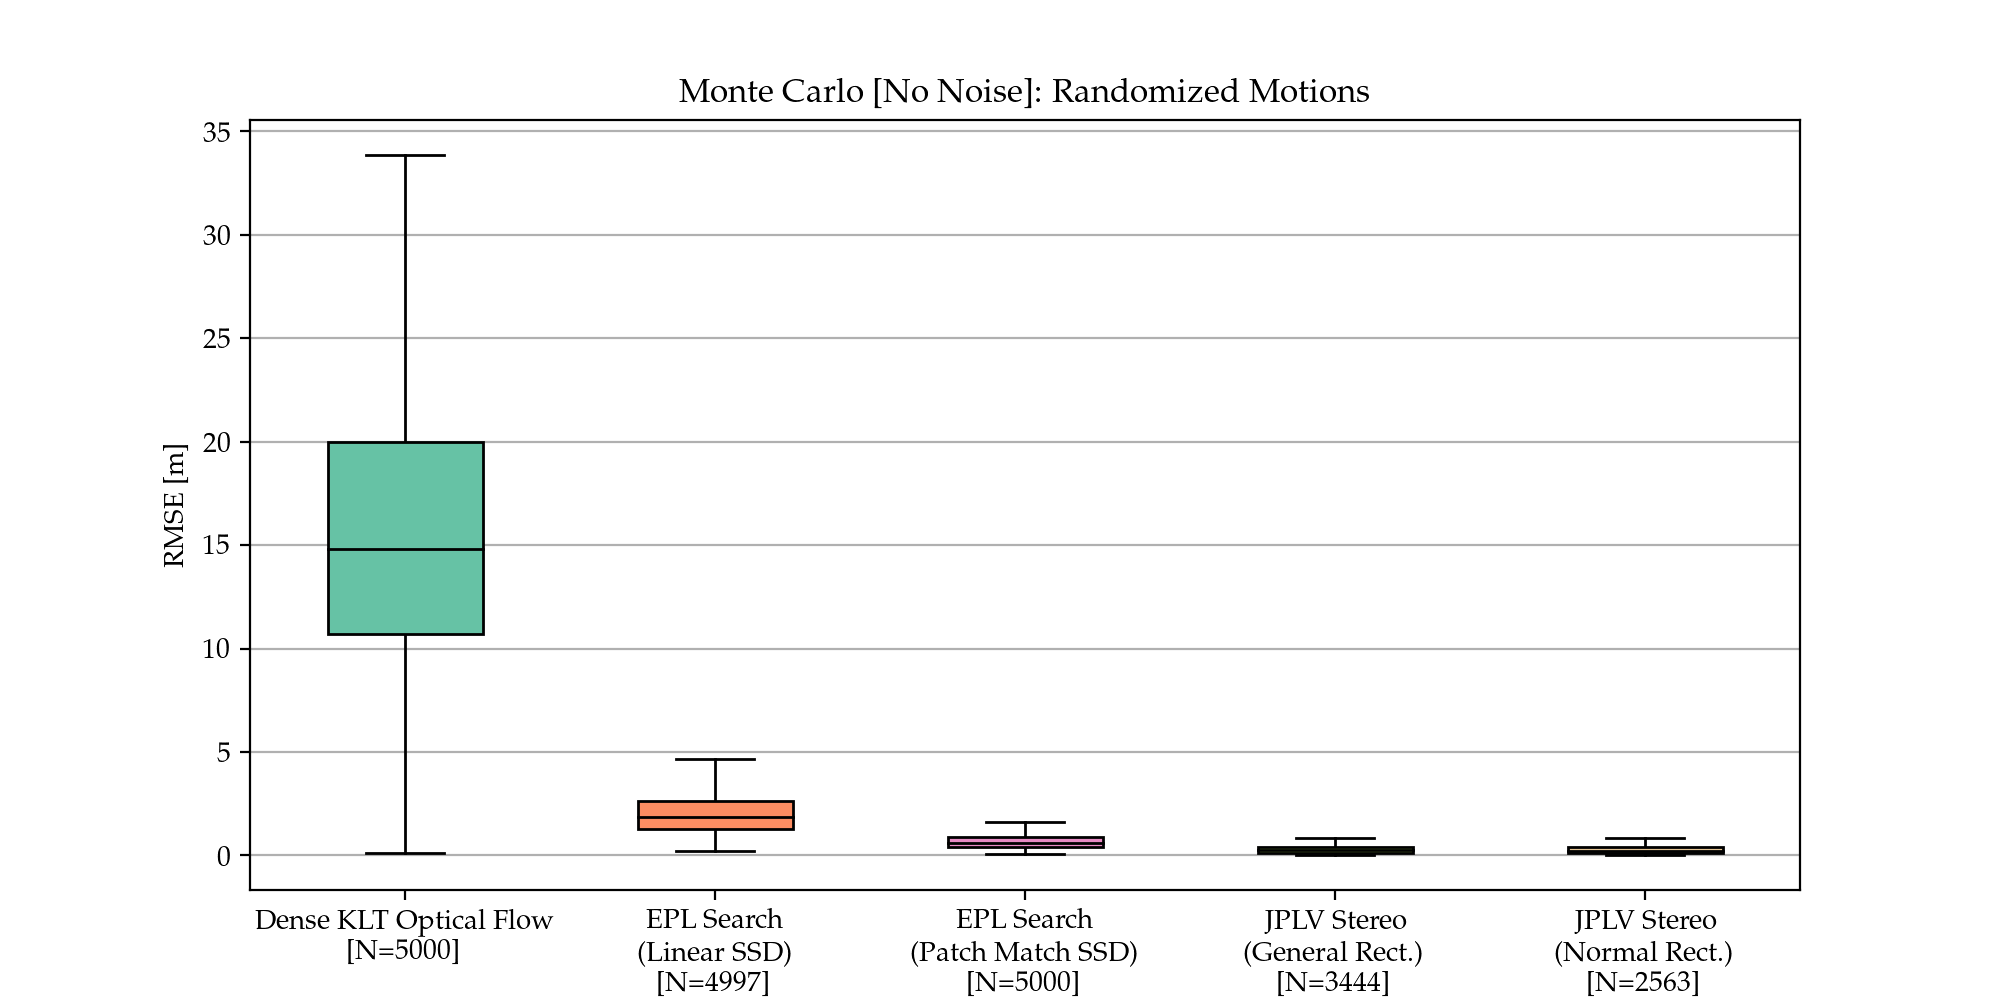 Monte Carlo [No Noise]: Randomized Motions
35
30
25
20
15
10
5
0
RMSE [m]
Dense KLT Optical Flow
[N=5000]
EPL Search
(Linear SSD)
[N=4997]
EPL Search
(Patch Match SSD)
[N=5000]
JPLV Stereo
(General Rect.)
[N=3444]
JPLV Stereo
(Normal Rect.)
[N=2563]